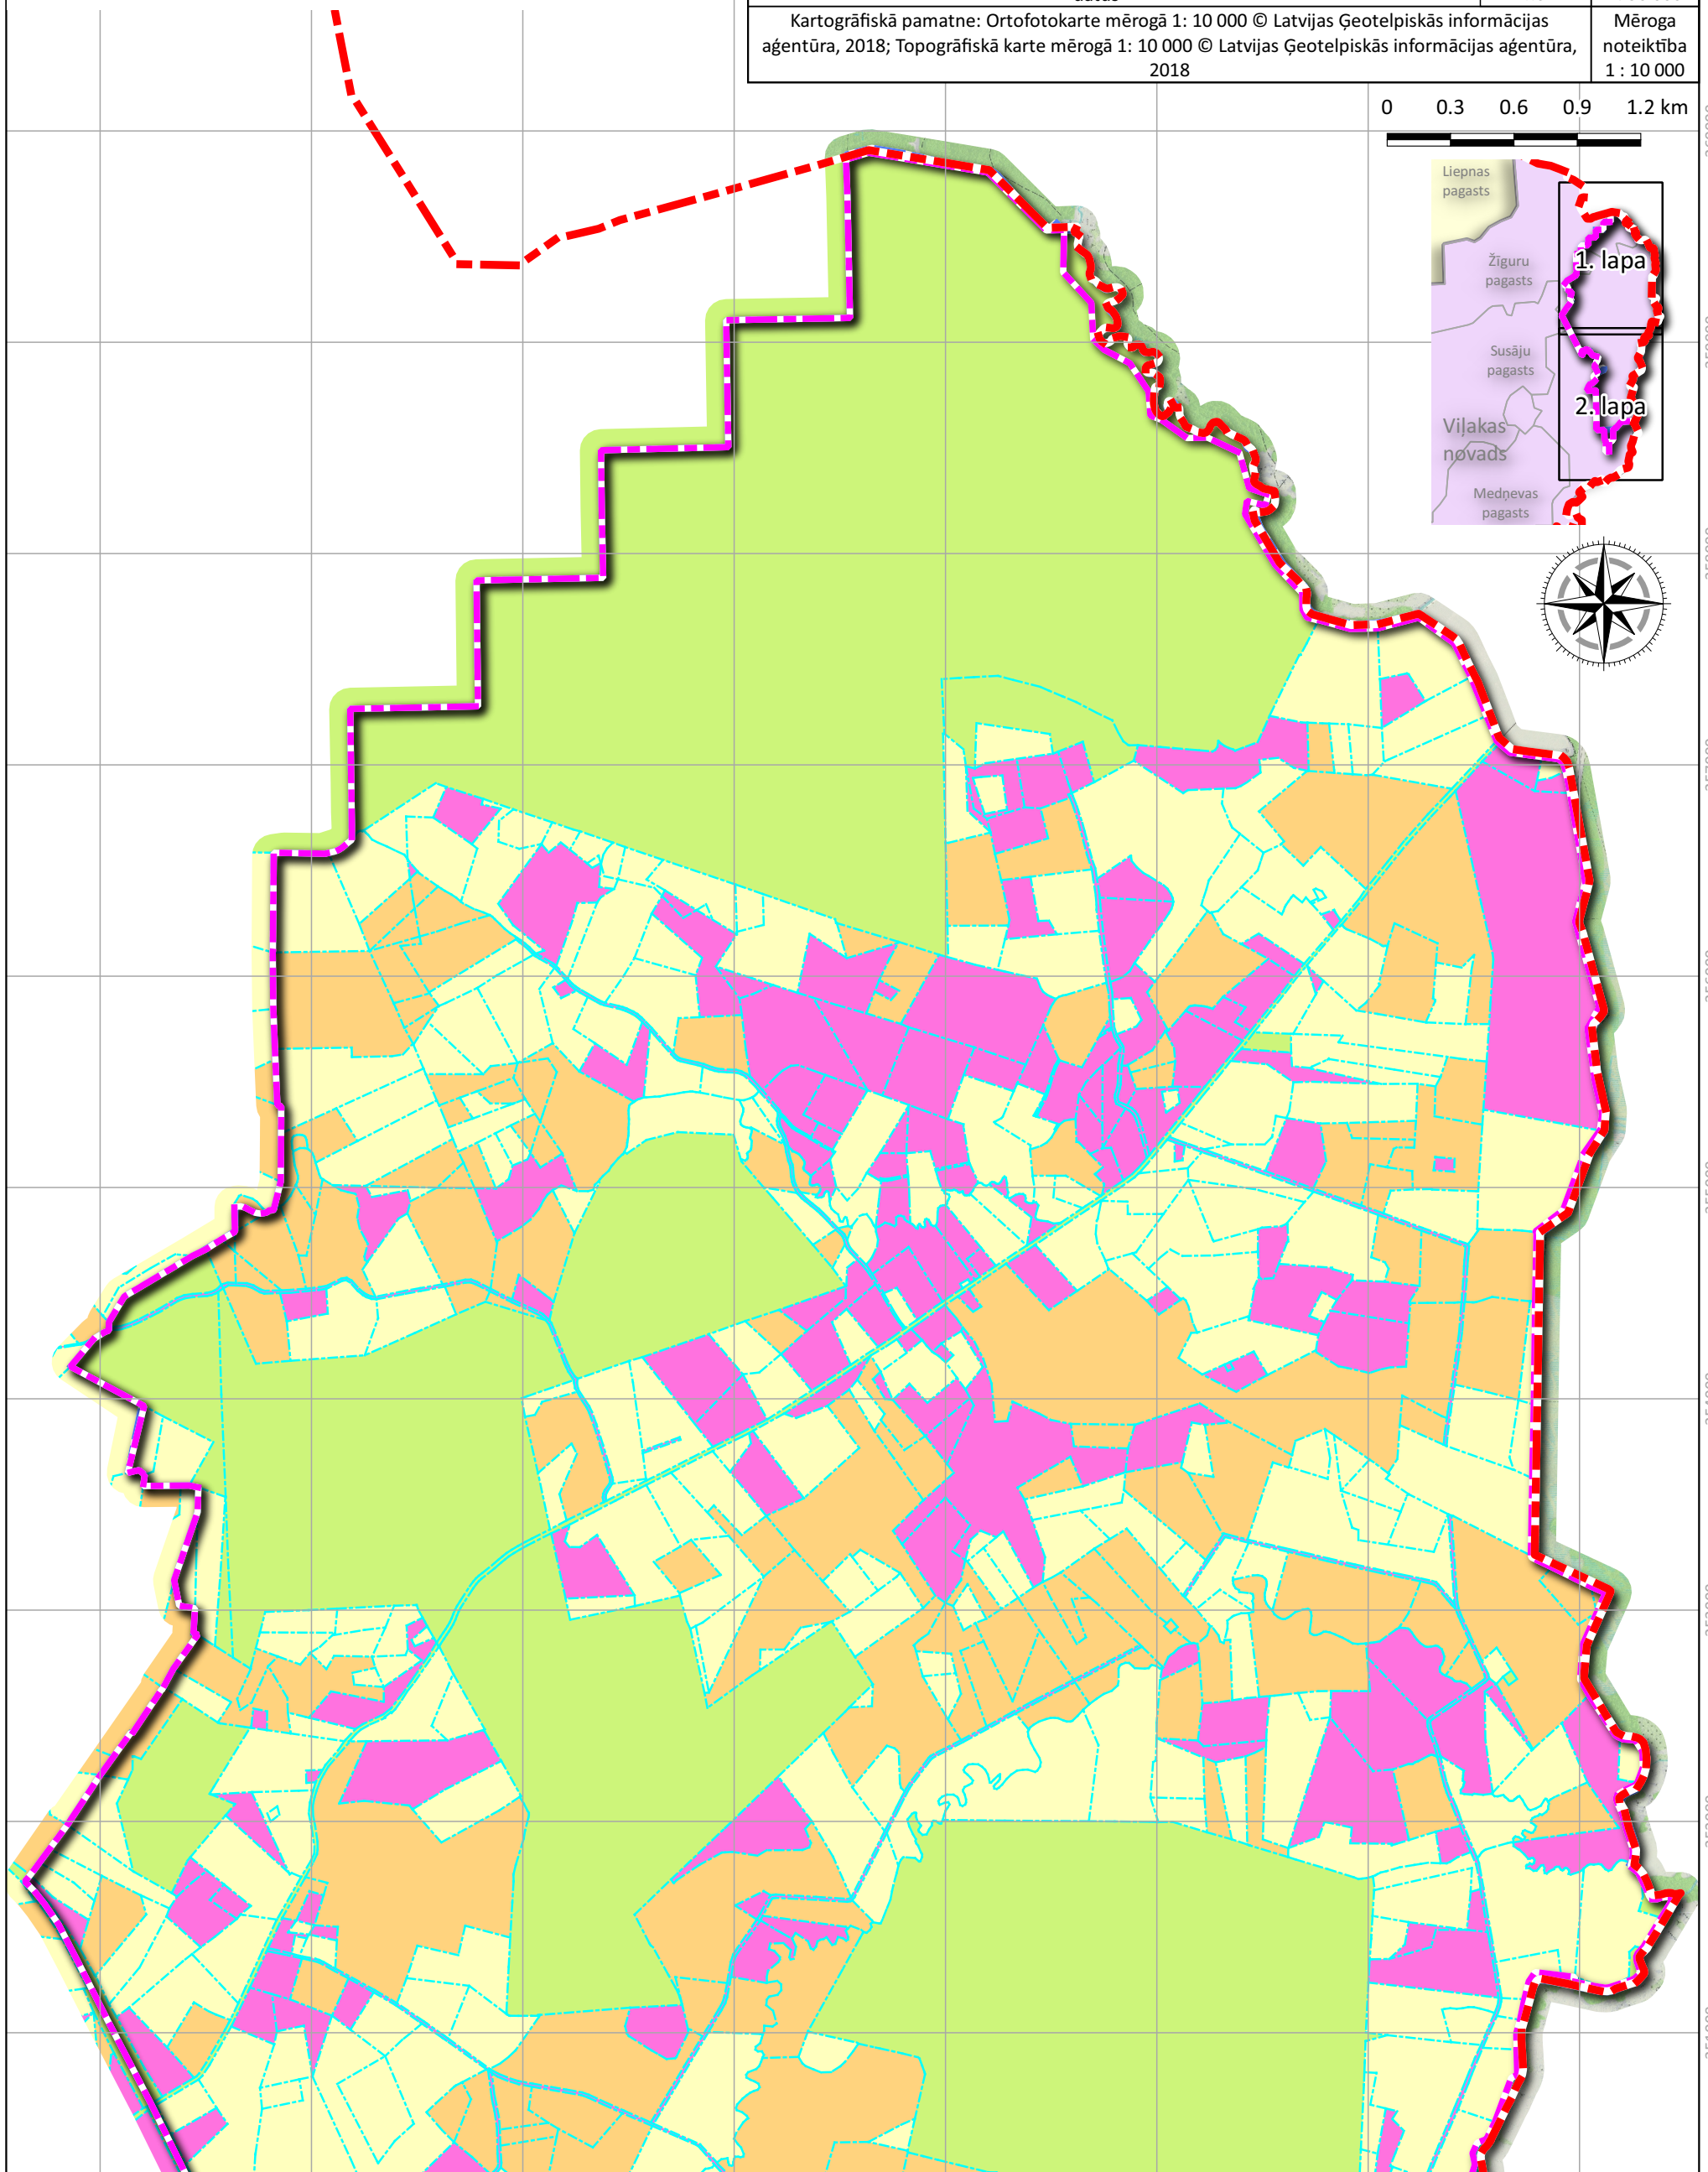 Kartogrāfiskā pamatne: Ortofotokarte mērogā 1: 10 000 © Latvijas Ģeotelpiskās informācijas
aģentūra, 2018; Topogrāfiskā karte mērogā 1: 10 000 © Latvijas Ģeotelpiskās informācijas aģentūra,
2018
Mēroga
noteiktība
1 : 10 000
0 0.3 0.6 0.9 1.2 km
Liepnas
pagasts
1. lapa
Žīguru
pagasts
Susāju
pagasts
2. lapa
Viļakas
novads
Medņevas
pagasts